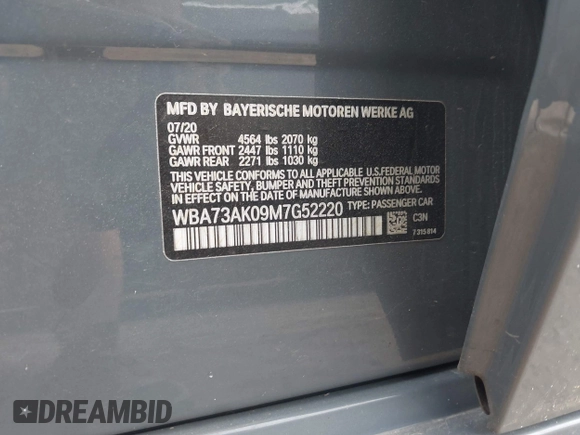 MFD BY BAYERISCHE MOTOREN WERKE AG
07/20
GVWR 4564 lbs 2070 kg
GAWR FRONT 2447 lbs 1110 kg
GAWR REAR 2271 lbs 1030 kg
THIS VEHICLE CONFORMS TO ALL APPLICABLE U.S.FEDERAL MOTOR
VEHICLE SAFETY, BUMPER AND THEFT PREVENTION STANDARDS
IN EFFECT ON THE DATE OF MANUFACTURE SHOWN ABOVE.
WBA73AK09M7G52220 TYPE: PASSENGER CAR
C3N
7 315 814
DREAMBID